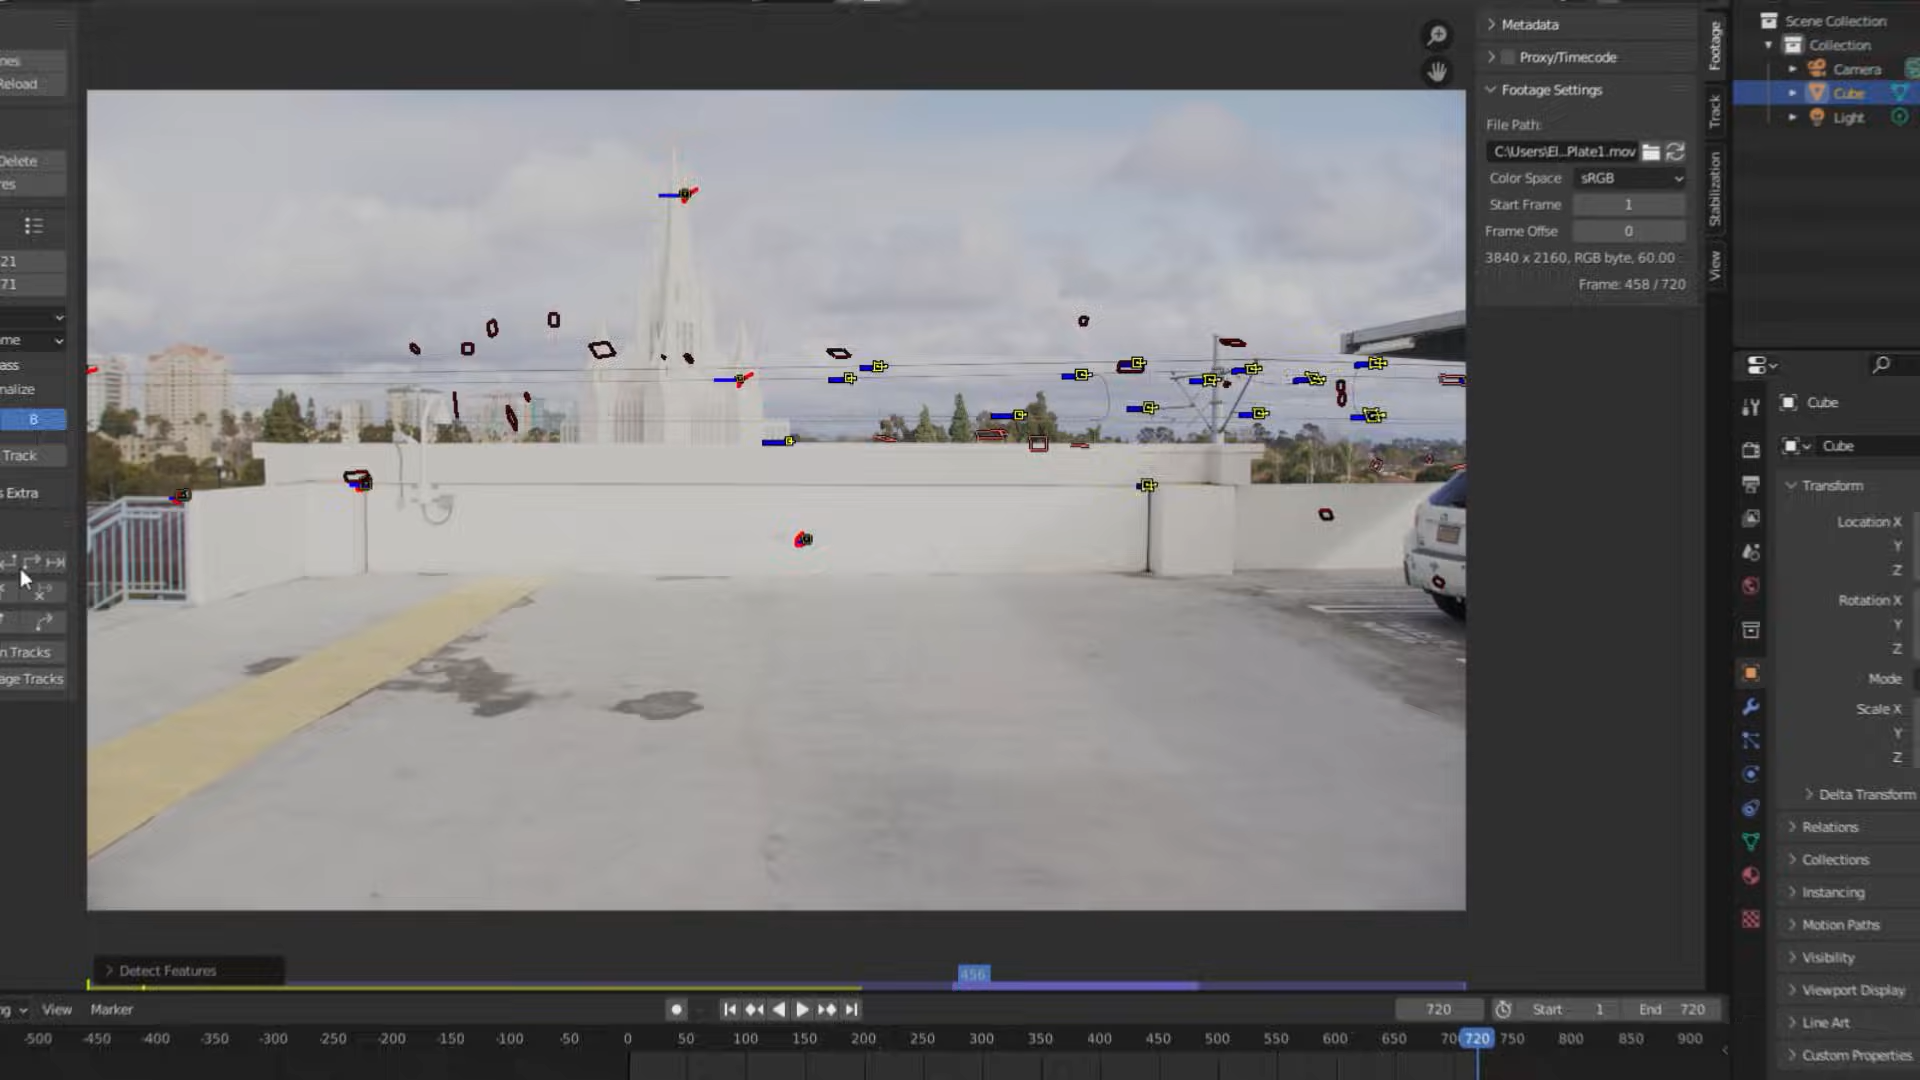 nes
Reload
Delete
res
21
71
me
ass
nalize
B
Track
s Extra
n Tracks
age Tracks
Metadata
Proxy/Timecode
Footage Settings
File Path:
C:\Users\El...Plate1.mov
Color Space sRGB
Start Frame 1
Frame Offse 0
3840 x 2160, RGB byte, 60.00
Frame: 458 / 720
Footage
Track
Stabilization
View
Scene Collection
Collection
Camera
Cube
Light
Cube
Cube
Transform
Location X
Y
Z
Rotation X
Y
Z
Mode
Scale X
Y
Z
Delta Transform
Relations
Collections
Instancing
Motion Paths
Visibility
Viewport Display
Line Art
Custom Properties
Detect Features
456
ng View Marker
720 Start 1 End 720
-500 -450 -400 -350 -300 -250 -200 -150 -100 -50 0 50 100 150 200 250 300 350 400 450 500 550 600 650 70 720 750 800 850 900